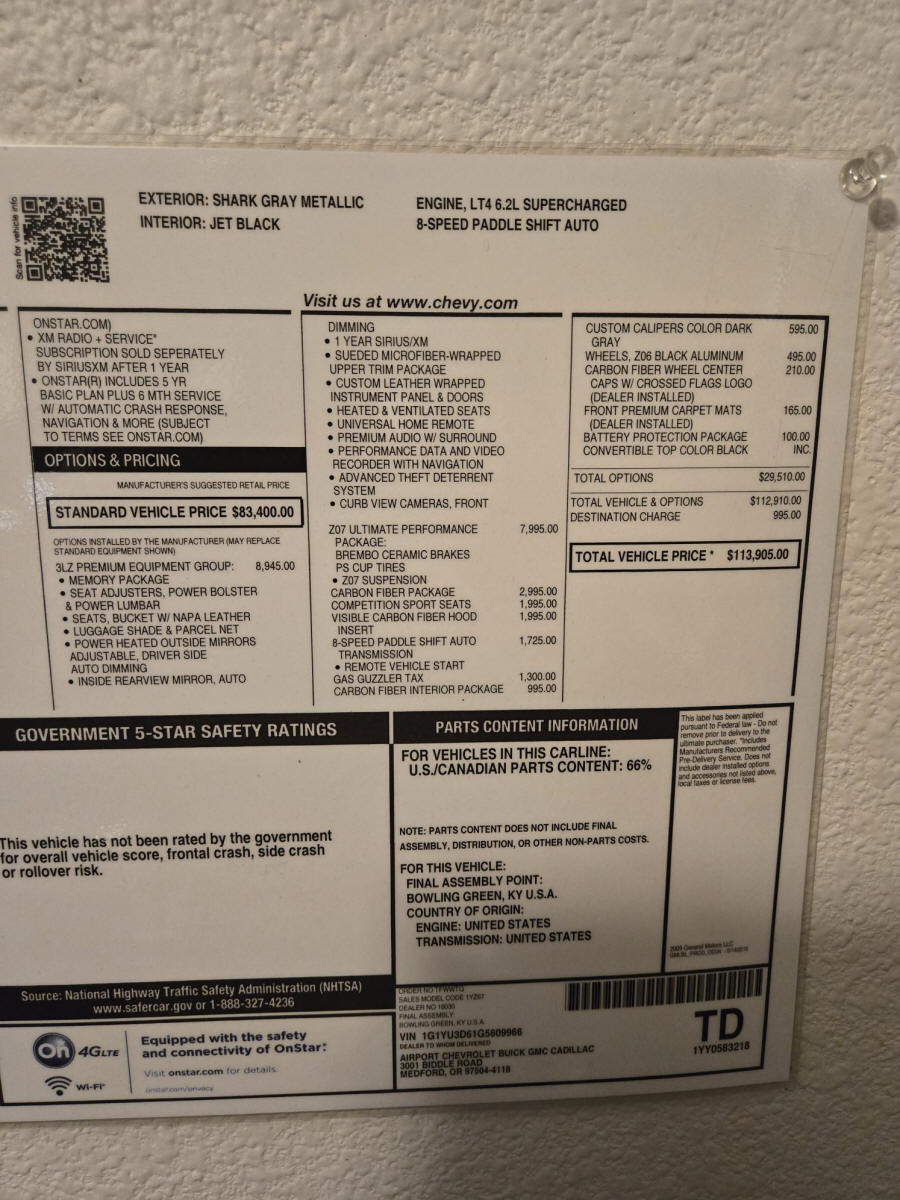 Scan for vehicle info
EXTERIOR: SHARK GRAY METALLIC
INTERIOR: JET BLACK
ENGINE, LT4 6.2L SUPERCHARGED
8-SPEED PADDLE SHIFT AUTO
Visit us at www.chevy.com
ONSTAR.COM)
• XM RADIO + SERVICE*
SUBSCRIPTION SOLD SEPERATELY
BY SIRIUSXM AFTER 1 YEAR
• ONSTAR(R) INCLUDES 5 YR
BASIC PLAN PLUS 6 MTH SERVICE
W/ AUTOMATIC CRASH RESPONSE,
NAVIGATION & MORE (SUBJECT
TO TERMS SEE ONSTAR.COM)
OPTIONS & PRICING
MANUFACTURER'S SUGGESTED RETAIL PRICE
STANDARD VEHICLE PRICE $83,400.00
OPTIONS INSTALLED BY THE MANUFACTURER (MAY REPLACE
STANDARD EQUIPMENT SHOWN)
3LZ PREMIUM EQUIPMENT GROUP: 8,945.00
• MEMORY PACKAGE
• SEAT ADJUSTERS, POWER BOLSTER
& POWER LUMBAR
• SEATS, BUCKET W/ NAPA LEATHER
• LUGGAGE SHADE & PARCEL NET
• POWER HEATED OUTSIDE MIRRORS
ADJUSTABLE, DRIVER SIDE
AUTO DIMMING
• INSIDE REARVIEW MIRROR, AUTO
DIMMING
• 1 YEAR SIRIUS/XM
• SUEDED MICROFIBER-WRAPPED
UPPER TRIM PACKAGE
• CUSTOM LEATHER WRAPPED
INSTRUMENT PANEL & DOORS
• HEATED & VENTILATED SEATS
• UNIVERSAL HOME REMOTE
• PREMIUM AUDIO W/ SURROUND
• PERFORMANCE DATA AND VIDEO
RECORDER WITH NAVIGATION
• ADVANCED THEFT DETERRENT
SYSTEM
• CURB VIEW CAMERAS, FRONT
Z07 ULTIMATE PERFORMANCE 7,995.00
PACKAGE:
BREMBO CERAMIC BRAKES
PS CUP TIRES
• Z07 SUSPENSION
CARBON FIBER PACKAGE 2,995.00
COMPETITION SPORT SEATS 1,995.00
VISIBLE CARBON FIBER HOOD 1,995.00
INSERT
8-SPEED PADDLE SHIFT AUTO 1,725.00
TRANSMISSION
• REMOTE VEHICLE START
GAS GUZZLER TAX 1,300.00
CARBON FIBER INTERIOR PACKAGE 995.00
CUSTOM CALIPERS COLOR DARK 595.00
GRAY
WHEELS, Z06 BLACK ALUMINUM 495.00
CARBON FIBER WHEEL CENTER 210.00
CAPS W/ CROSSED FLAGS LOGO
(DEALER INSTALLED)
FRONT PREMIUM CARPET MATS 165.00
(DEALER INSTALLED)
BATTERY PROTECTION PACKAGE 100.00
CONVERTIBLE TOP COLOR BLACK INC.
TOTAL OPTIONS $29,510.00
TOTAL VEHICLE & OPTIONS $112,910.00
DESTINATION CHARGE 995.00
TOTAL VEHICLE PRICE * $113,905.00
GOVERNMENT 5-STAR SAFETY RATINGS
This vehicle has not been rated by the government
for overall vehicle score, frontal crash, side crash
or rollover risk.
Source: National Highway Traffic Safety Administration (NHTSA)
www.safercar.gov or 1-888-327-4236
On 4G LTE
Wi-Fi
Equipped with the safety
and connectivity of OnStar:
Visit onstar.com for details.
onstar.com/privacy
PARTS CONTENT INFORMATION
FOR VEHICLES IN THIS CARLINE:
U.S./CANADIAN PARTS CONTENT: 66%
NOTE: PARTS CONTENT DOES NOT INCLUDE FINAL
ASSEMBLY, DISTRIBUTION, OR OTHER NON-PARTS COSTS.
FOR THIS VEHICLE:
FINAL ASSEMBLY POINT:
BOWLING GREEN, KY U.S.A.
COUNTRY OF ORIGIN:
ENGINE: UNITED STATES
TRANSMISSION: UNITED STATES
This label has been applied
pursuant to Federal law - Do not
remove prior to delivery to the
ultimate purchaser. *Includes
Manufacturers Recommended
Pre-Delivery Service. Does not
include dealer installed options
and accessories not listed above,
local taxes or license fees.
2009 General Motors LLC
ORDER NO TFWWTQ
SALES MODEL CODE 1YZ67
DEALER NO 18030
FINAL ASSEMBLY:
BOWLING GREEN, KY U.S.A.
VIN 1G1YU3D61G5609966
DEALER TO WHOM DELIVERED
AIRPORT CHEVROLET BUICK GMC CADILLAC
3001 BIDDLE ROAD
MEDFORD, OR 97504-4118
TD
1YY0583218